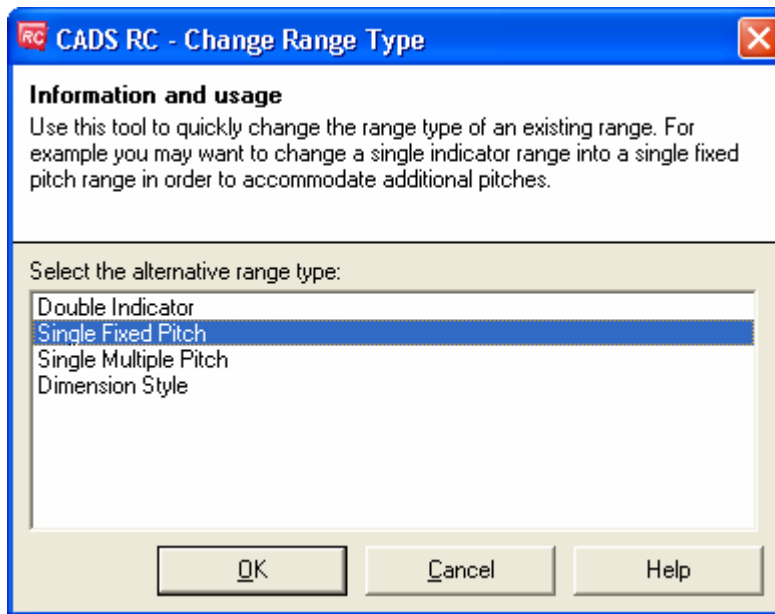 RC CADS RC - Change Range Type
Information and usage
Use this tool to quickly change the range type of an existing range. For
example you may want to change a single indicator range into a single fixed
pitch range in order to accommodate additional pitches.
Select the alternative range type:
Double Indicator
Single Fixed Pitch
Single Multiple Pitch
Dimension Style
OK Cancel Help